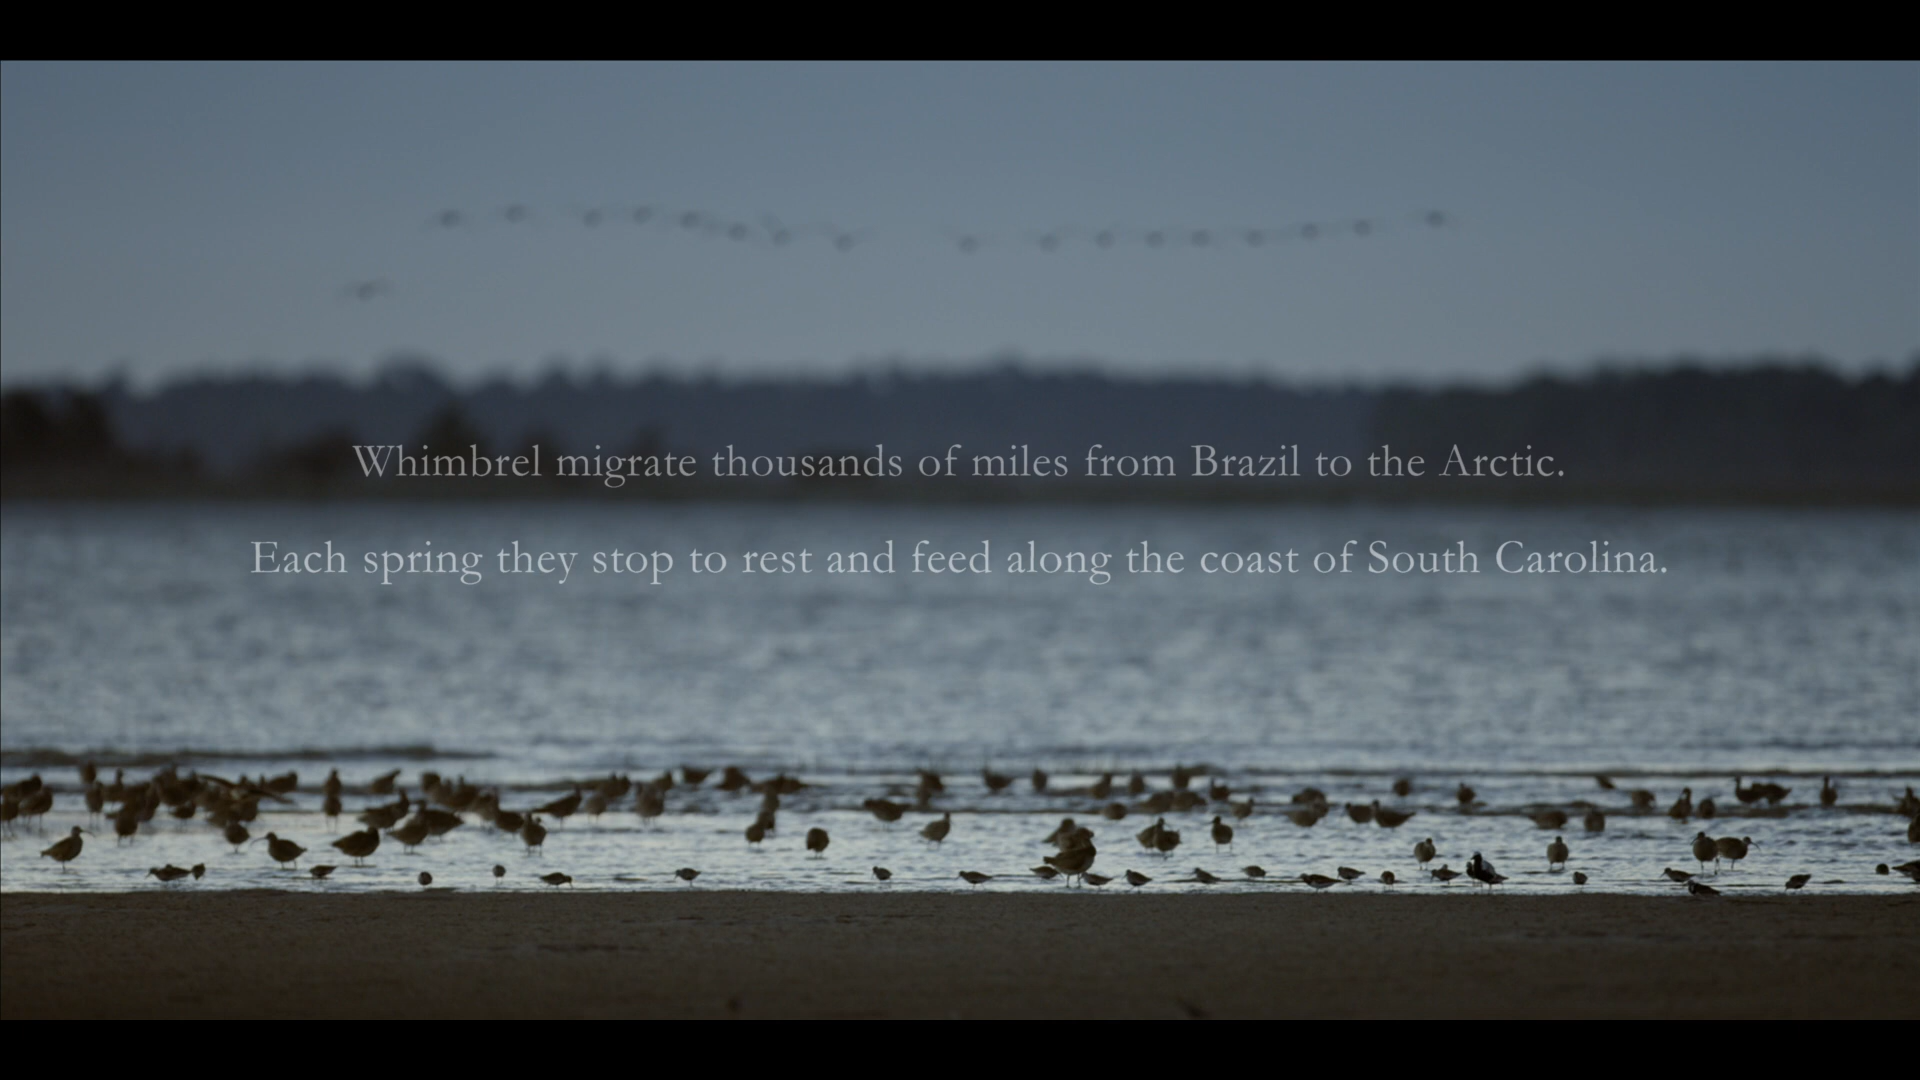 Whimbrel migrate thousands of miles from Brazil to the Arctic.
Each spring they stop to rest and feed along the coast of South Carolina.